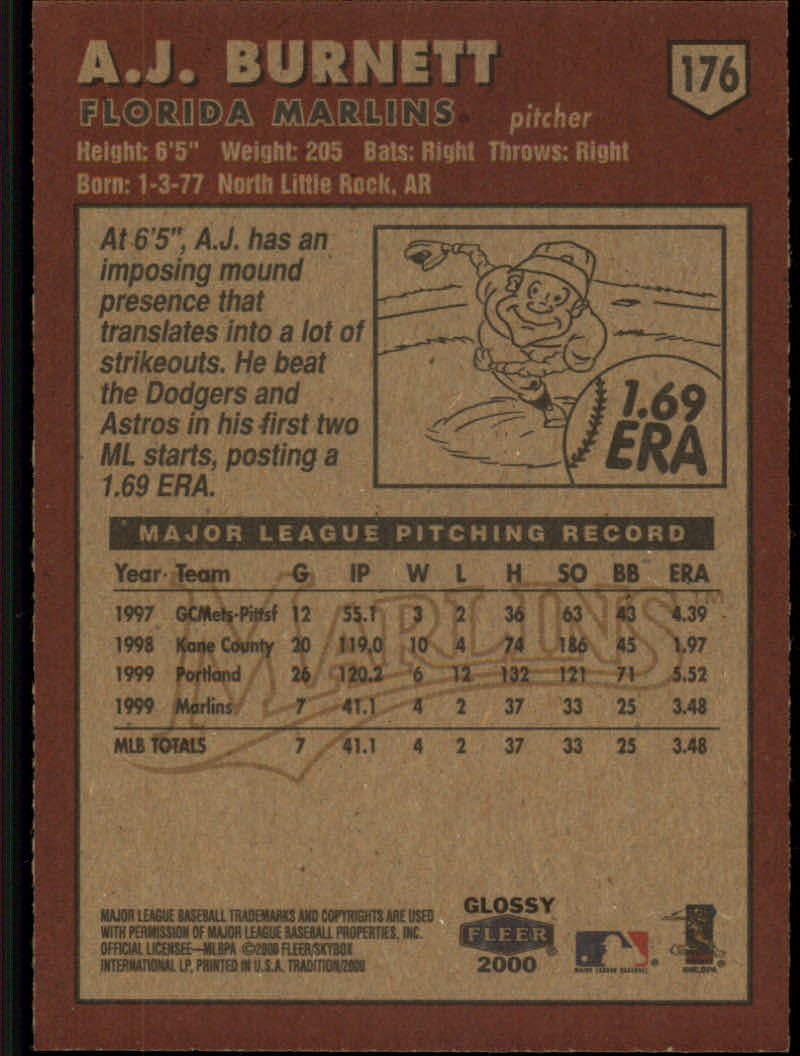 A.J. BURNETT
176
FLORIDA MARLINS pitcher
Height: 6'5" Weight: 205 Bats: Right Throws: Right
Born: 1-3-77 North Little Rock, AR
At 6'5", A.J. has an
imposing mound
presence that
translates into a lot of
strikeouts. He beat
the Dodgers and
Astros in his first two
ML starts, posting a
1.69 ERA.
1.69
ERA
MAJOR LEAGUE PITCHING RECORD
Year Team G IP W L H SO BB ERA
1997 GCMets-Pittsf 12 55.1 3 2 36 63 43 4.39
1998 Kane County 20 119.0 10 4 74 186 45 1.97
1999 Portland 26 120.2 6 12 132 121 71 5.52
1999 Marlins 7 41.1 4 2 37 33 25 3.48
MLB TOTALS 7 41.1 4 2 37 33 25 3.48
MARLINS™
MAJOR LEAGUE BASEBALL TRADEMARKS AND COPYRIGHTS ARE USED
WITH PERMISSION OF MAJOR LEAGUE BASEBALL PROPERTIES, INC.
OFFICIAL LICENSEE—MLBPA ©2000 FLEER/SKYBOX
INTERNATIONAL LP, PRINTED IN U.S.A. TRADITION/2000
GLOSSY
FLEER®
2000
MAJOR LEAGUE BASEBALL®
©MLBPA